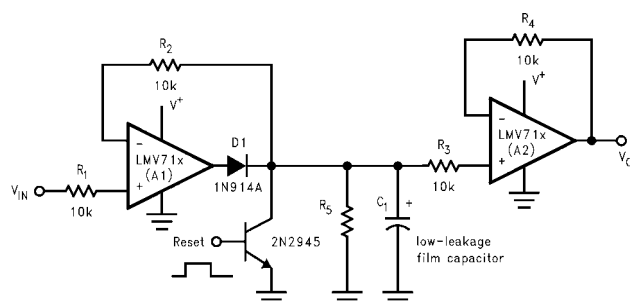 R2
10k
V+
-
LMV71x
(A1)
+
D1
1N914A
R1
10k
VIN
Reset
2N2945
R5
C1
+
low-leakage
film capacitor
R3
10k
R4
10k
V+
-
LMV71x
(A2)
+